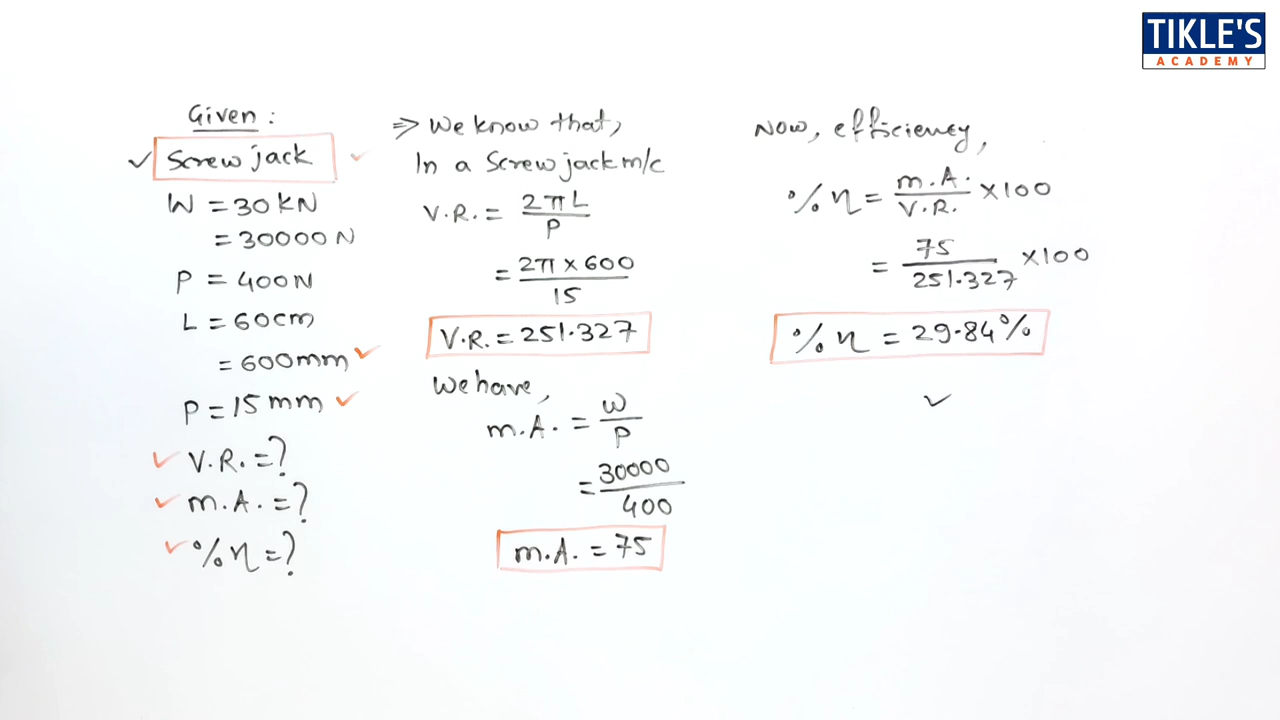 TIKLE'S
ACADEMY
Given :
✓ Screw jack ✓
W = 30 KN
= 30000 N
P = 400 N
L = 60 cm
= 600 mm ✓
P = 15 mm ✓
✓ V.R. = ?
✓ m.A. = ?
✓ % η = ?
⇒ We know that,
In a Screw jack m/c
V.R. = 2πL / P
= 2π × 600 / 15
V.R. = 251.327
We have,
m.A. = W / P
= 30000 / 400
m.A. = 75
Now, efficiency,
% η = m.A. / V.R. × 100
= 75 / 251.327 × 100
% η = 29.84 %
✓